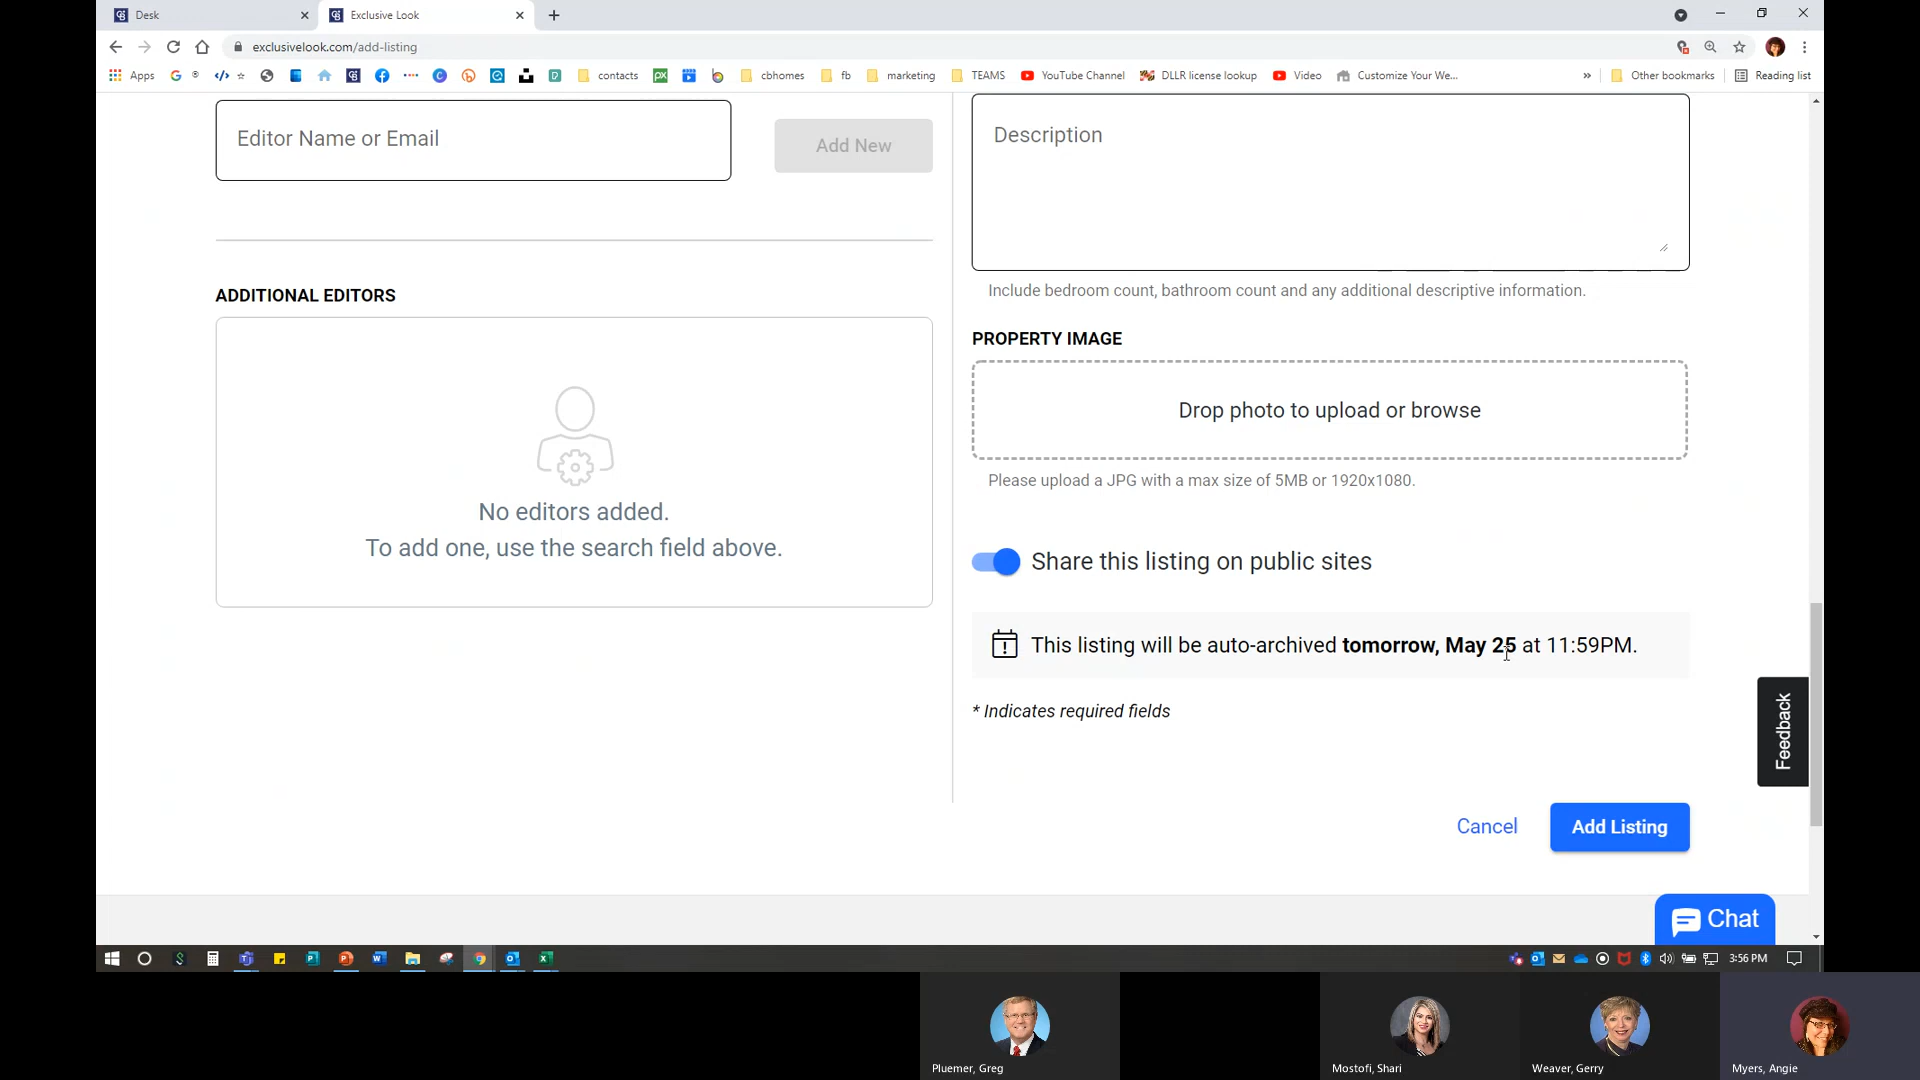 Desk
Exclusive Look
exclusivelook.com/add-listing
Apps
contacts
cbhomes
fb
marketing
TEAMS
YouTube Channel
DLLR license lookup
Video
Customize Your We...
»
Other bookmarks
Reading list
Editor Name or Email
Add New
ADDITIONAL EDITORS
No editors added.
To add one, use the search field above.
Description
Include bedroom count, bathroom count and any additional descriptive information.
PROPERTY IMAGE
Drop photo to upload or browse
Please upload a JPG with a max size of 5MB or 1920x1080.
Share this listing on public sites
This listing will be auto-archived tomorrow, May 25 at 11:59PM.
* Indicates required fields
Cancel
Add Listing
Feedback
Chat
3:56 PM
Pluemer, Greg
Mostofi, Shari
Weaver, Gerry
Myers, Angie